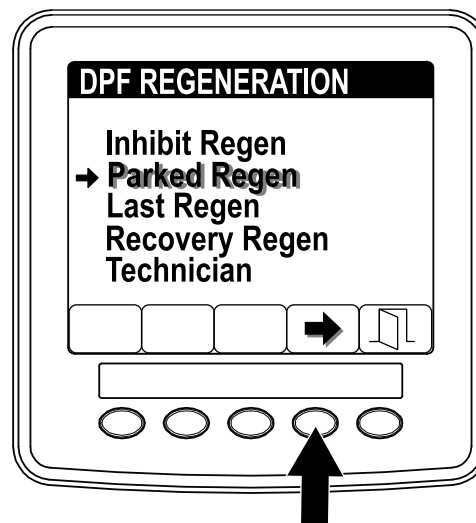 DPF REGENERATION
Inhibit Regen
Parked Regen
Last Regen
Recovery Regen
Technician